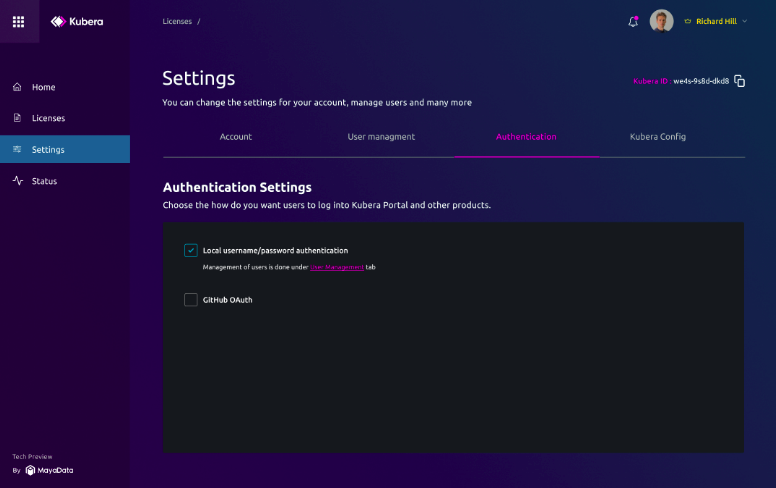 Kubera
Licenses /
Richard Hill
Home
Licenses
Settings
Status
Settings
Kubera ID : we4s-9s8d-dkd8
You can change the settings for your account, manage users and many more
Account
User managment
Authentication
Kubera Config
Authentication Settings
Choose the how do you want users to log into Kubera Portal and other products.
Local username/password authentication
Management of users is done under User Management tab
GitHub OAuth
Tech Preview
By MayaData